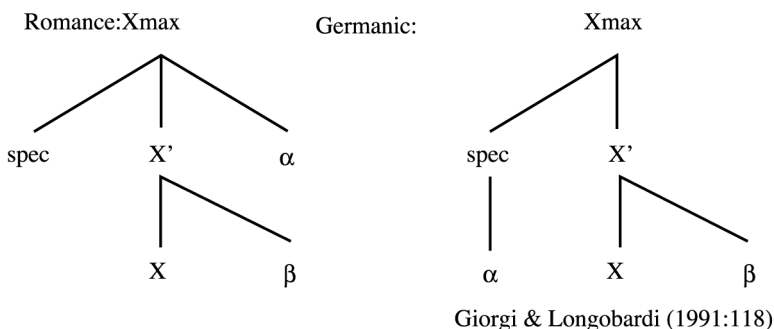 Romance:Xmax Germanic: Xmax
spec X’ α spec X’
X β α X β
Giorgi & Longobardi (1991:118)